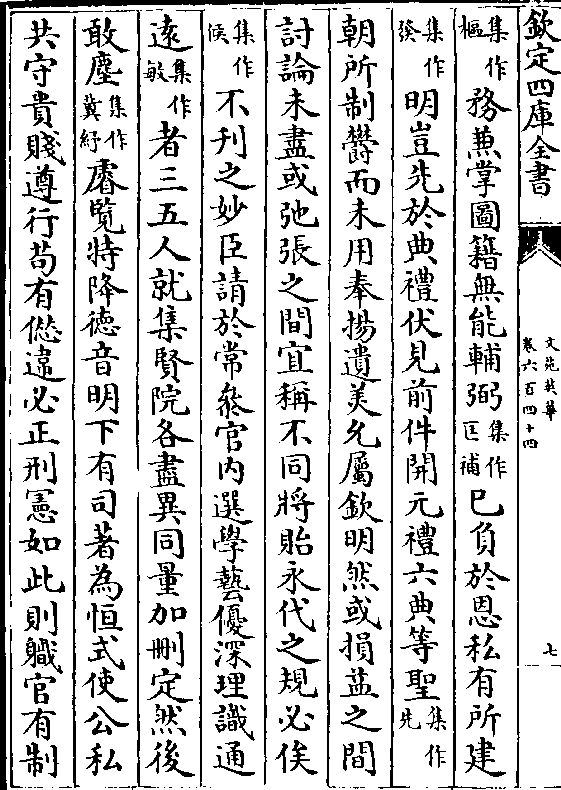 欽定四庫全書
文苑英華
卷六百四十四
七
集作樞務兼掌圖籍無能輔弼集作匡補已負於恩私有所建
集作發明豈先於典禮伏見前件開元禮六典等聖集作先
朝所制欝而未用奉揚遺美允屬欽明然或損益之間
討論未盡或弛張之間宜稱不同將貽永代之規必俟
集作俟不刊之妙臣請於常叅官内選學藝優深理識通
逺集作敏者三五人就集賢院各盡異同量加刪定然後
敢塵集作冀紓睿覧特降德音明下有司著為恒式使公私
共守貴賤遵行苟有愆違必正刑憲如此則職官有制